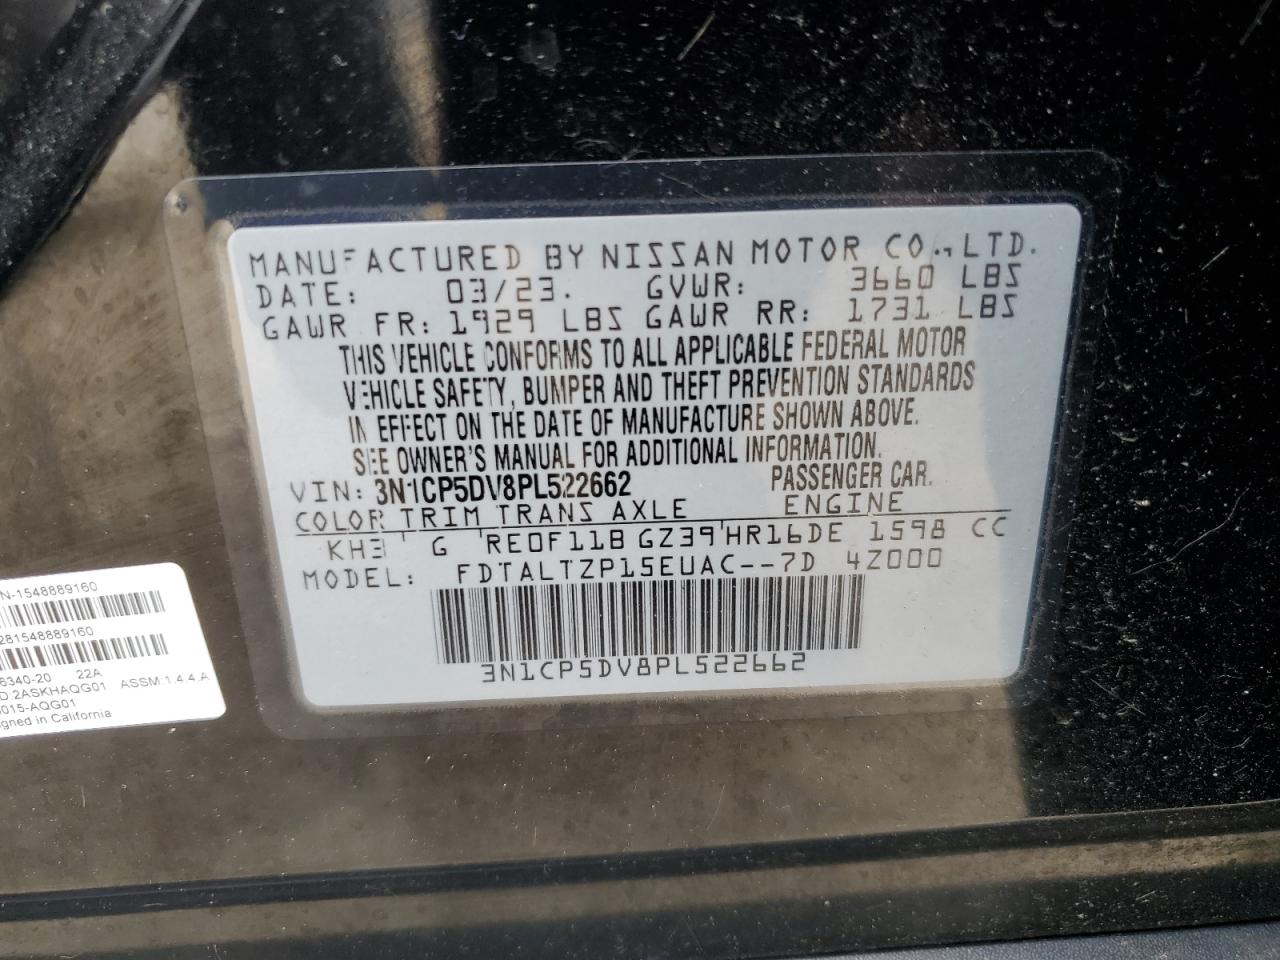 MANUFACTURED BY NISSAN MOTOR CO., LTD.
DATE: 03/23. GVWR: 3660 LBS
GAWR FR: 1929 LBS GAWR RR: 1731 LBS
THIS VEHICLE CONFORMS TO ALL APPLICABLE FEDERAL MOTOR
VEHICLE SAFETY, BUMPER AND THEFT PREVENTION STANDARDS
IN EFFECT ON THE DATE OF MANUFACTURE SHOWN ABOVE.
SEE OWNER'S MANUAL FOR ADDITIONAL INFORMATION.
VIN: 3N1CP5DV8PL522662 PASSENGER CAR.
COLOR TRIM TRANS AXLE ENGINE
KH3 G RE0F11B GZ39 HR16DE 1598 CC
MODEL: FDTALTZP15EUAC--7D 4Z000
3N1CP5DV8PL522662
N-1548889160
281548889160
6340-20 22A
D.2ASKHAQG01 ASSM:1.4.4.A
015-AQG01
igned in California